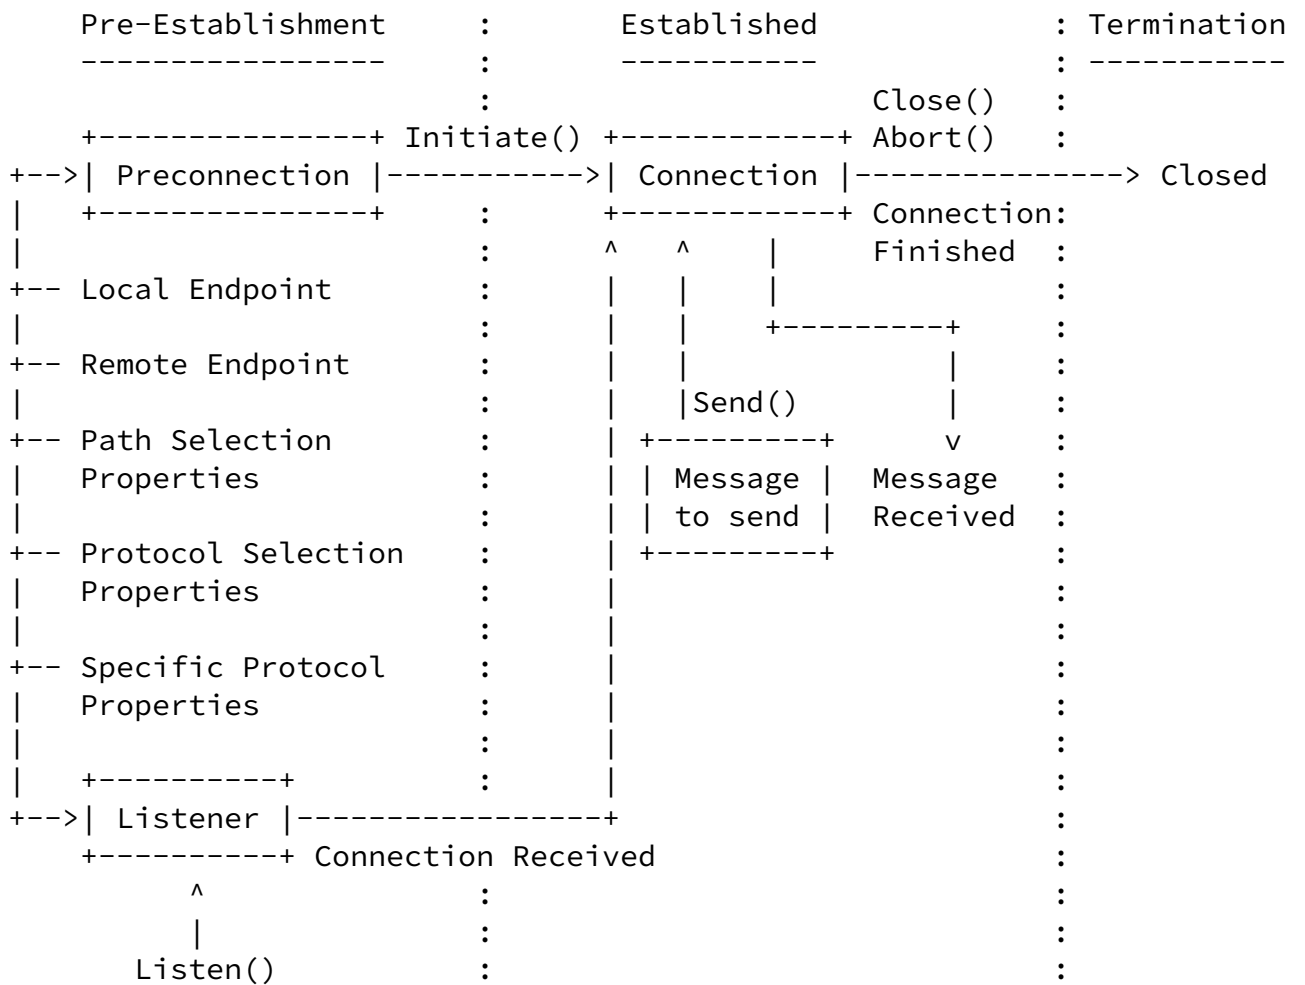 Pre-Establishment     :       Established             : Termination
    -----------------     :       -----------             : -----------
                          :                     Close()   :
    +---------------+ Initiate() +------------+ Abort()   :
+-->| Preconnection |----------->| Connection |---------------> Closed
|   +---------------+     :      +------------+ Connection:
|                         :      ^   ^    |     Finished  :
+-- Local Endpoint        :      |   |    |               :
|                         :      |   |    +---------+     :
+-- Remote Endpoint       :      |   |              |     :
|                         :      |   |Send()        |     :
+-- Path Selection        :      | +---------+      v     :
|   Properties            :      | | Message |  Message   :
|                         :      | | to send |  Received  :
+-- Protocol Selection    :      | +---------+            :
|   Properties            :      |                        :
|                         :      |                        :
+-- Specific Protocol     :      |                        :
|   Properties            :      |                        :
|                         :      |                        :
|   +----------+          :      |                        :
+-->| Listener |-----------------+                        :
    +----------+ Connection Received                      :
          ^               :                               :
          |               :                               :
       Listen()           :                               :